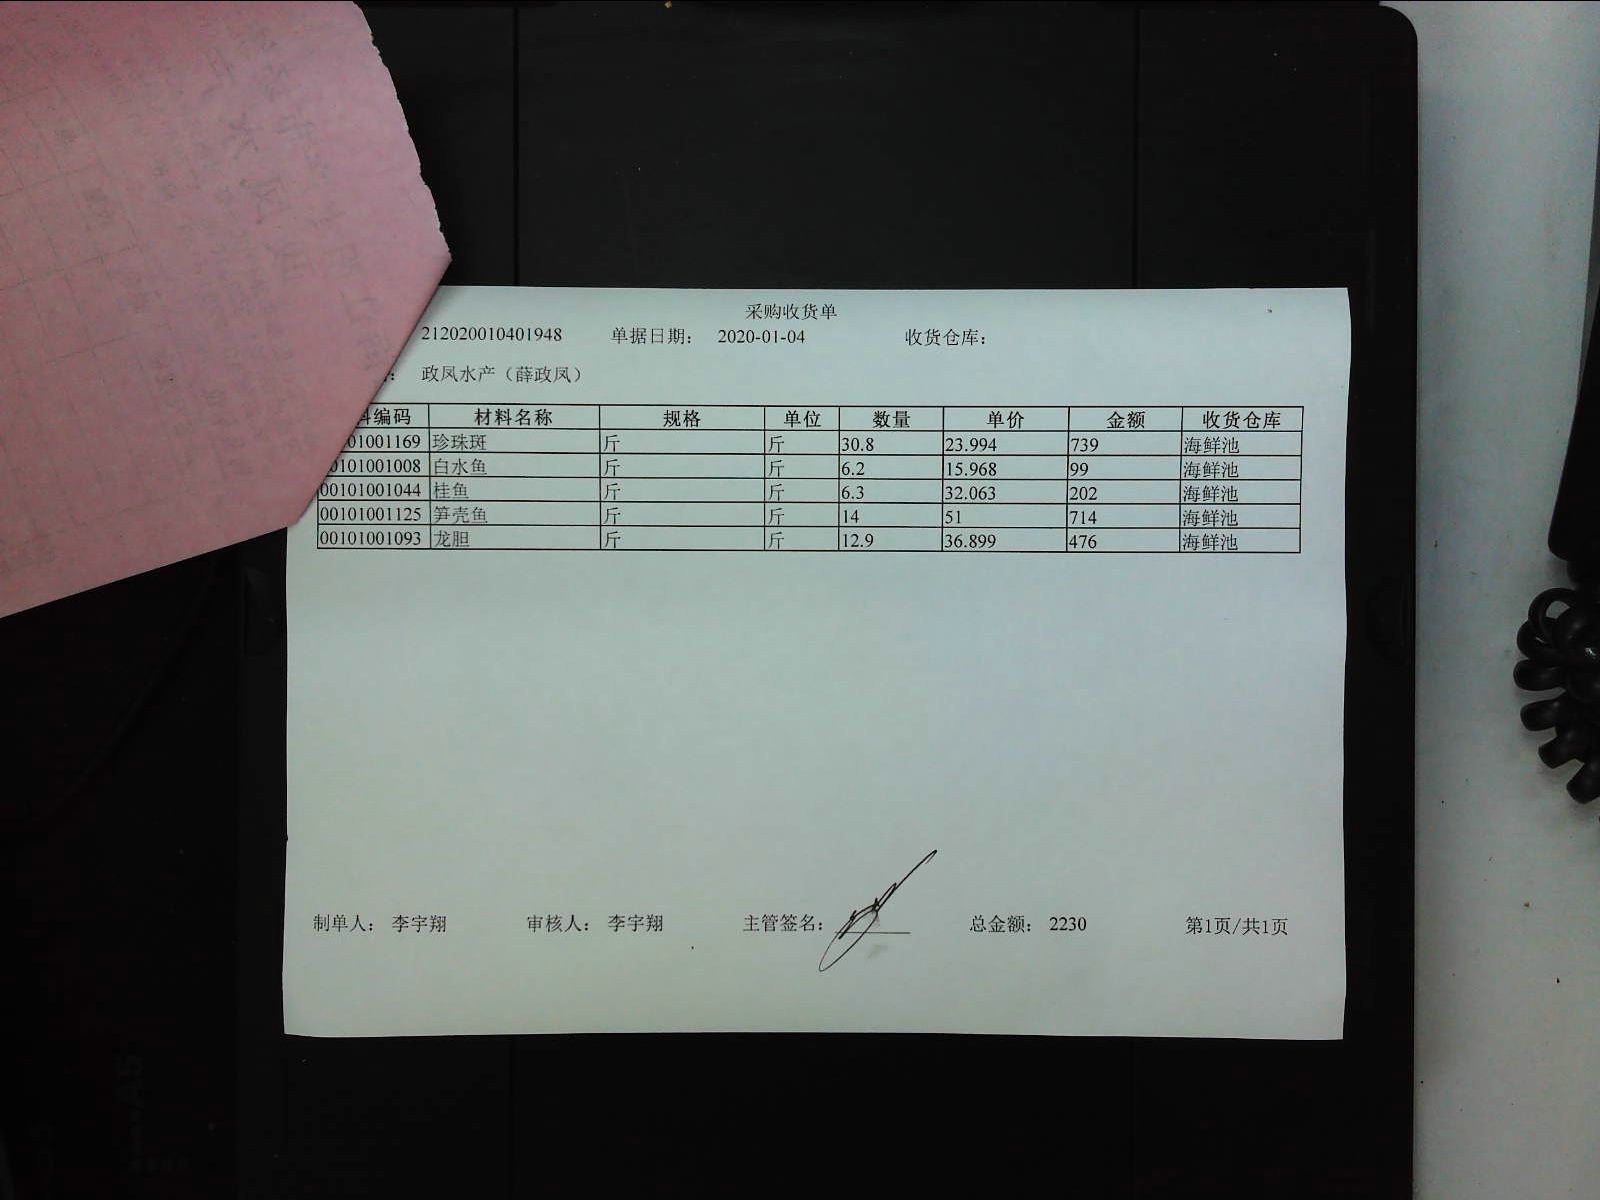 采购收货单
212020010401948 单据日期： 2020-01-04 收货仓库：
： 政凤水产（薛政凤）
料编码 材料名称 规格 单位 数量 单价 金额 收货仓库
01001169 珍珠斑 斤 斤 30.8 23.994 739 海鲜池
0101001008 白水鱼 斤 斤 6.2 15.968 99 海鲜池
00101001044 桂鱼 斤 斤 6.3 32.063 202 海鲜池
00101001125 笋壳鱼 斤 斤 14 51 714 海鲜池
00101001093 龙胆 斤 斤 12.9 36.899 476 海鲜池
制单人： 李宇翔 审核人： 李宇翔 主管签名： 总金额： 2230 第1页/共1页